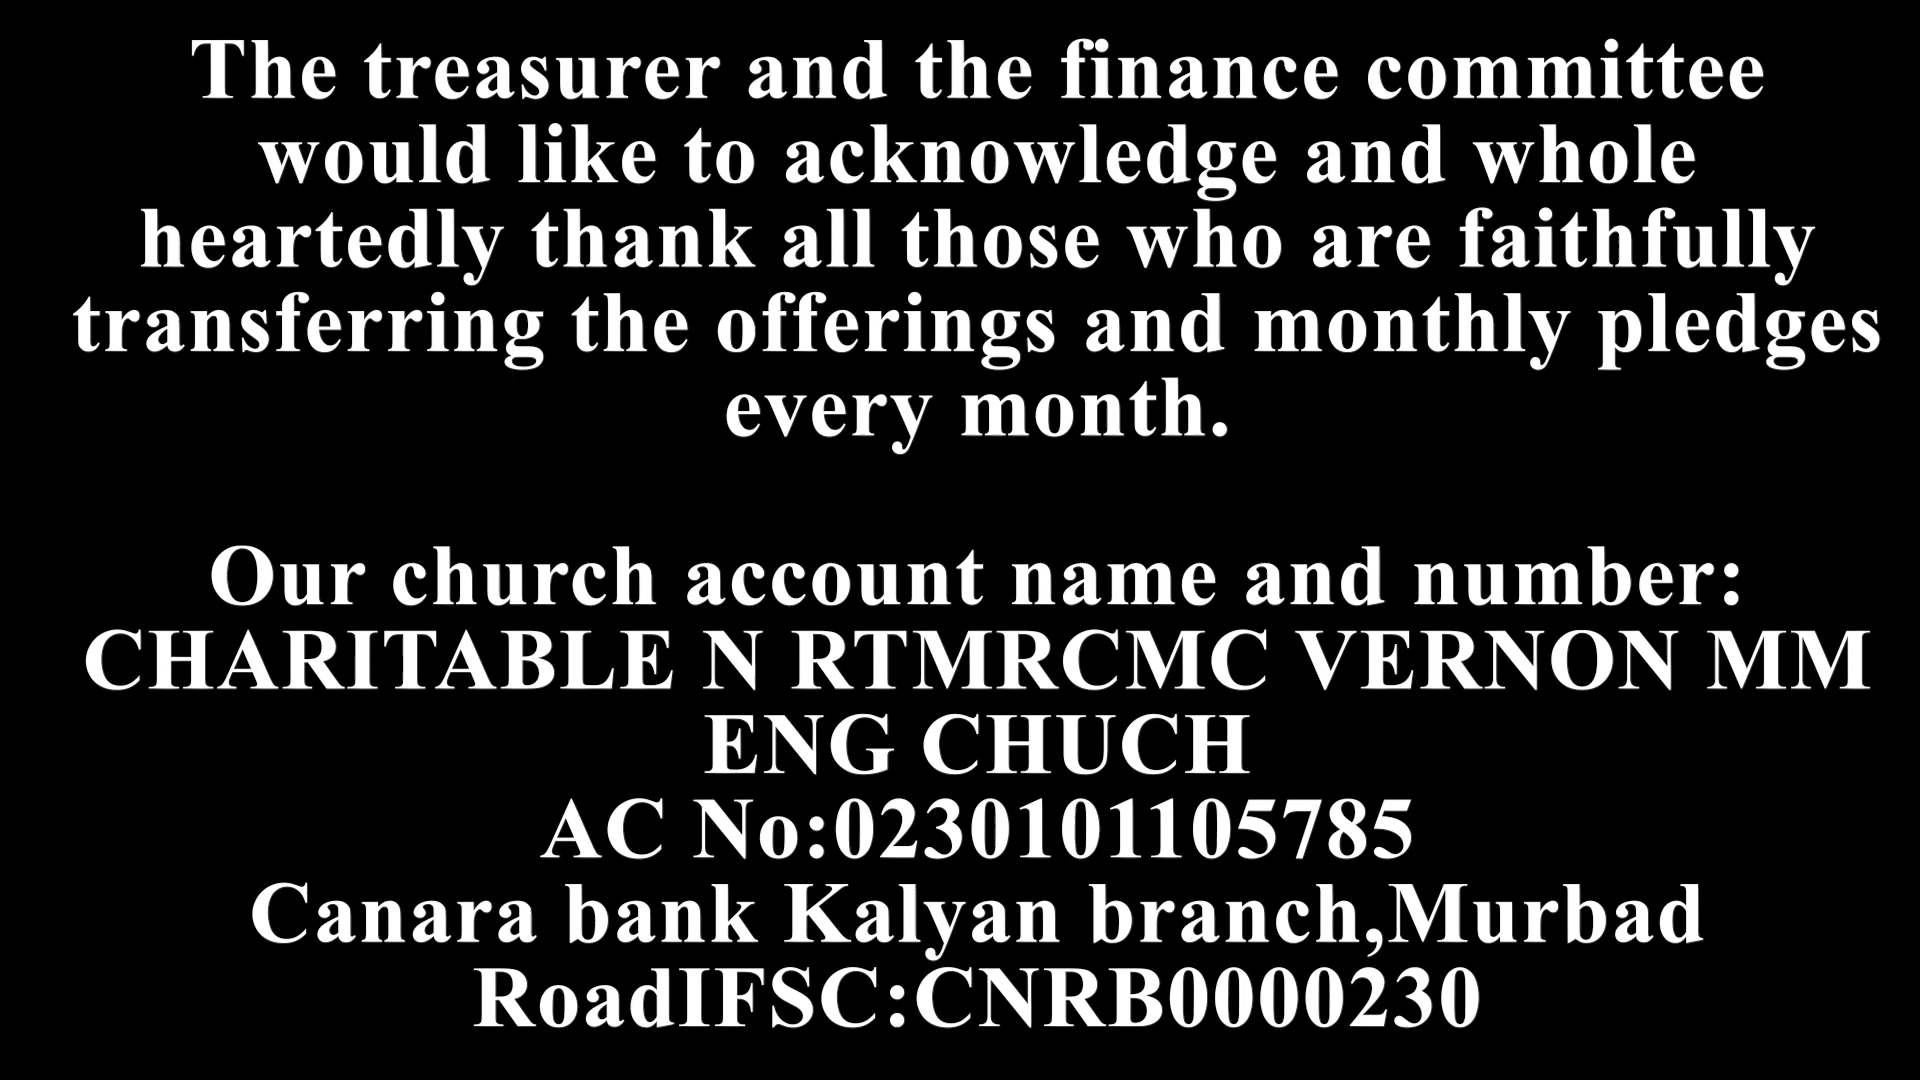 The treasurer and the finance committee
would like to acknowledge and whole
heartedly thank all those who are faithfully
transferring the offerings and monthly pledges
every month.
Our church account name and number:
CHARITABLE N RTMRCMC VERNON MM
ENG CHUCH
AC No:0230101105785
Canara bank Kalyan branch,Murbad
RoadIFSC:CNRB0000230